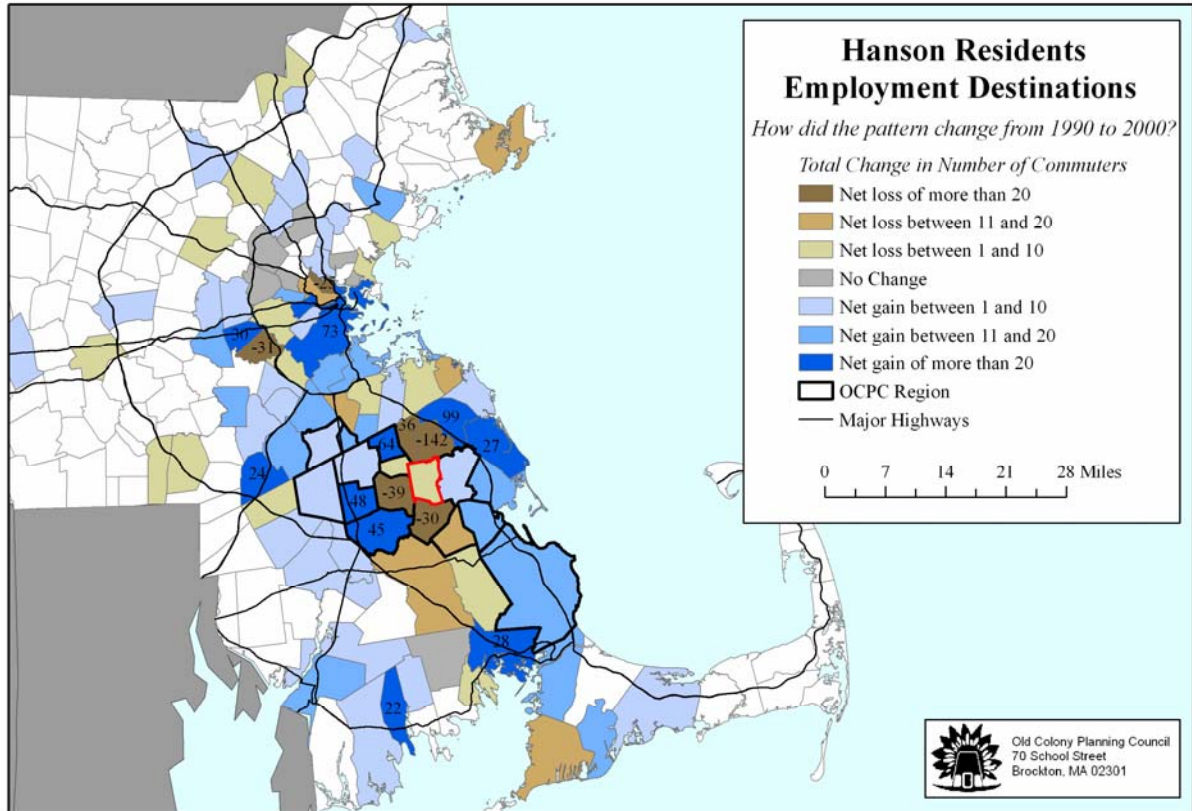 Hanson Residents
Employment Destinations
How did the pattern change from 1990 to 2000?
Total Change in Number of Commuters
Net loss of more than 20
Net loss between 11 and 20
Net loss between 1 and 10
No Change
Net gain between 1 and 10
Net gain between 11 and 20
Net gain of more than 20
OCPC Region
Major Highways
0 7 14 21 28 Miles
-25
73
30
-31
99
36
-142
64
27
24
-39
48
-30
45
28
22
Old Colony Planning Council
70 School Street
Brockton, MA 02301